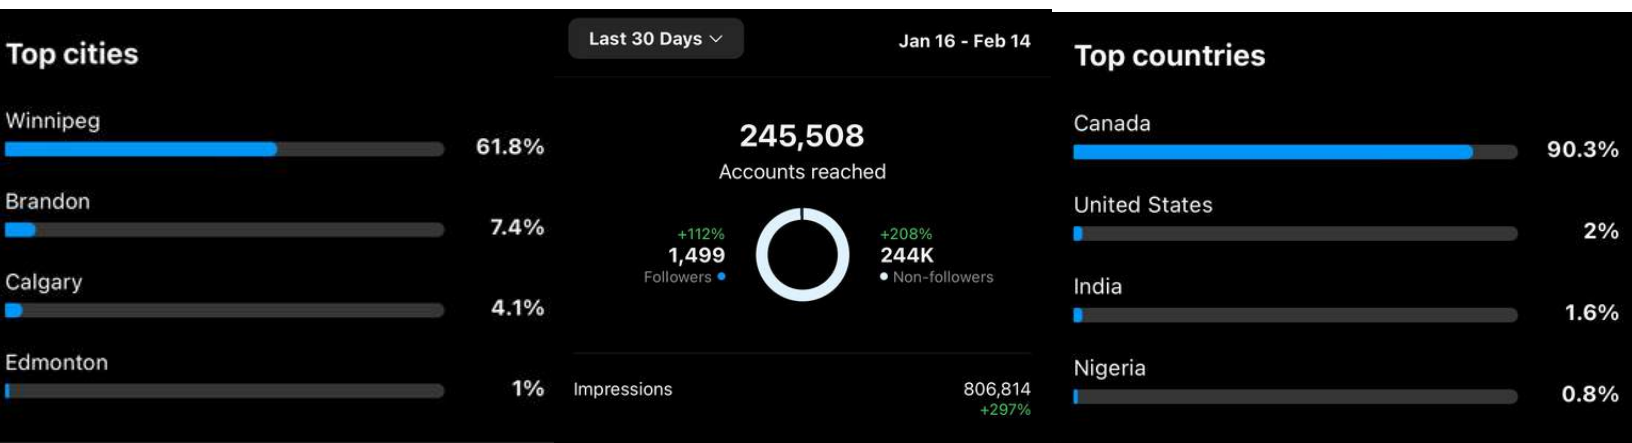 Top cities
Winnipeg
61.8%
Brandon
7.4%
Calgary
4.1%
Edmonton
1%
Last 30 Days
Jan 16 - Feb 14
245,508
Accounts reached
+112%
1,499
Followers
+208%
244K
Non-followers
Impressions
806,814
+297%
Top countries
Canada
90.3%
United States
2%
India
1.6%
Nigeria
0.8%